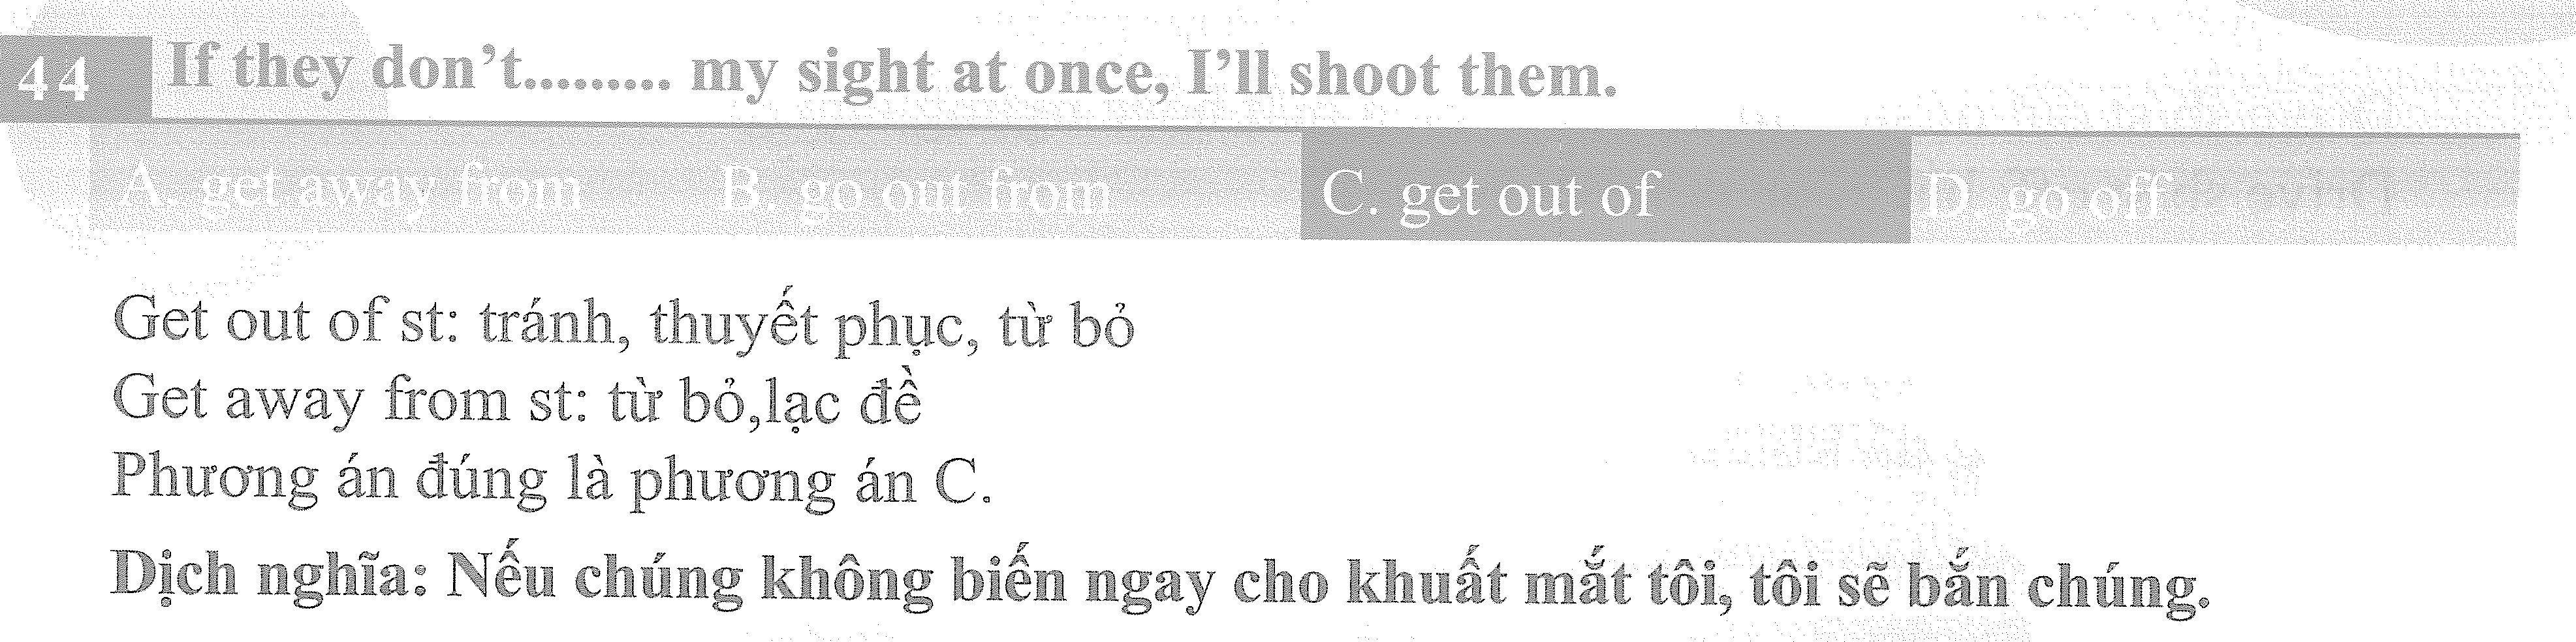 44 If they don’t......... my sight at once, I’ll shoot them.
A. get away from B. go out from C. get out of D. go off
Get out of st: tránh, thuyết phục, từ bỏ
Get away from st: từ bỏ,lạc đề
Phương án đúng là phương án C.
Dịch nghĩa: Nếu chúng không biến ngay cho khuất mắt tôi, tôi sẽ bắn chúng.